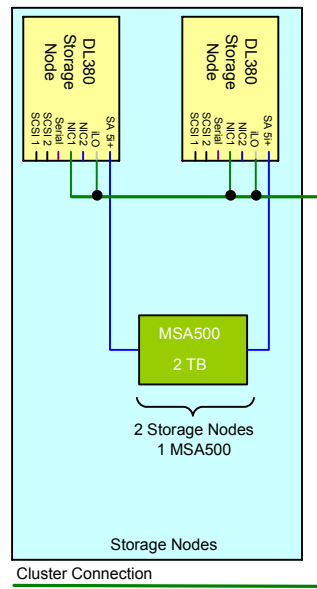 DL380
Storage
Node
SCSI 1
SCSI 2
Serial
NIC1
NIC2
iLO
SA 5i+
DL380
Storage
Node
SCSI 1
SCSI 2
Serial
NIC1
NIC2
iLO
SA 5i+
MSA500
2 TB
2 Storage Nodes
1 MSA500
Storage Nodes
Cluster Connection